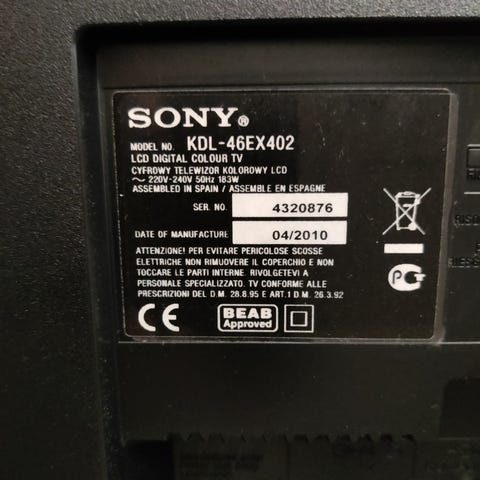 SONY®
MODEL NO. KDL-46EX402
LCD DIGITAL COLOUR TV
CYFROWY TELEWIZOR KOLOROWY LCD
~ 220V-240V 50Hz 183W
ASSEMBLED IN SPAIN / ASSEMBLE EN ESPAGNE
SER. NO. 4320876
DATE OF MANUFACTURE 04/2010
ATTENZIONE! PER EVITARE PERICOLOSE SCOSSE
ELETTRICHE NON RIMUOVERE IL COPERCHIO E NON
TOCCARE LE PARTI INTERNE. RIVOLGETEVI A
PERSONALE SPECIALIZZATO. TV CONFORME ALLE
PRESCRIZIONI DEL D.M. 28.8.95 E ART.1 D.M. 26.3.92
CE
BEAB
Approved